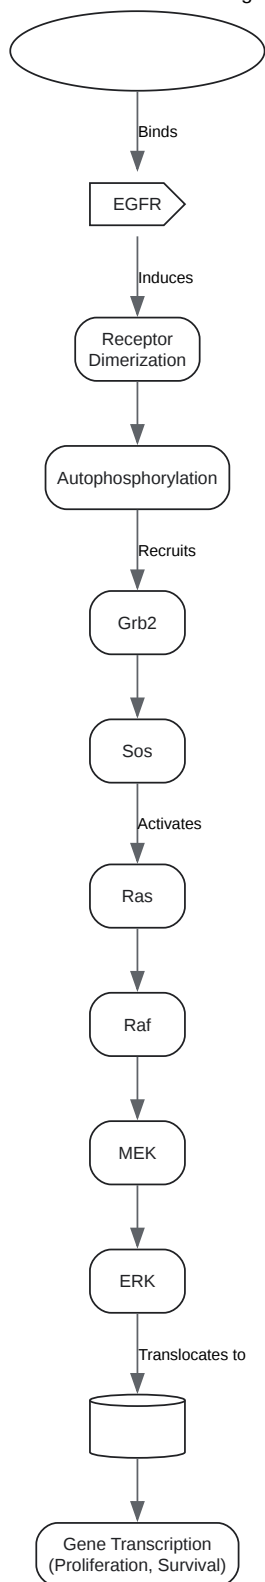 Binds
EGFR
Induces
Receptor
Dimerization
Autophosphorylation
Recruits
Grb2
Sos
Activates
Ras
Raf
MEK
ERK
Translocates to
Gene Transcription
(Proliferation, Survival)